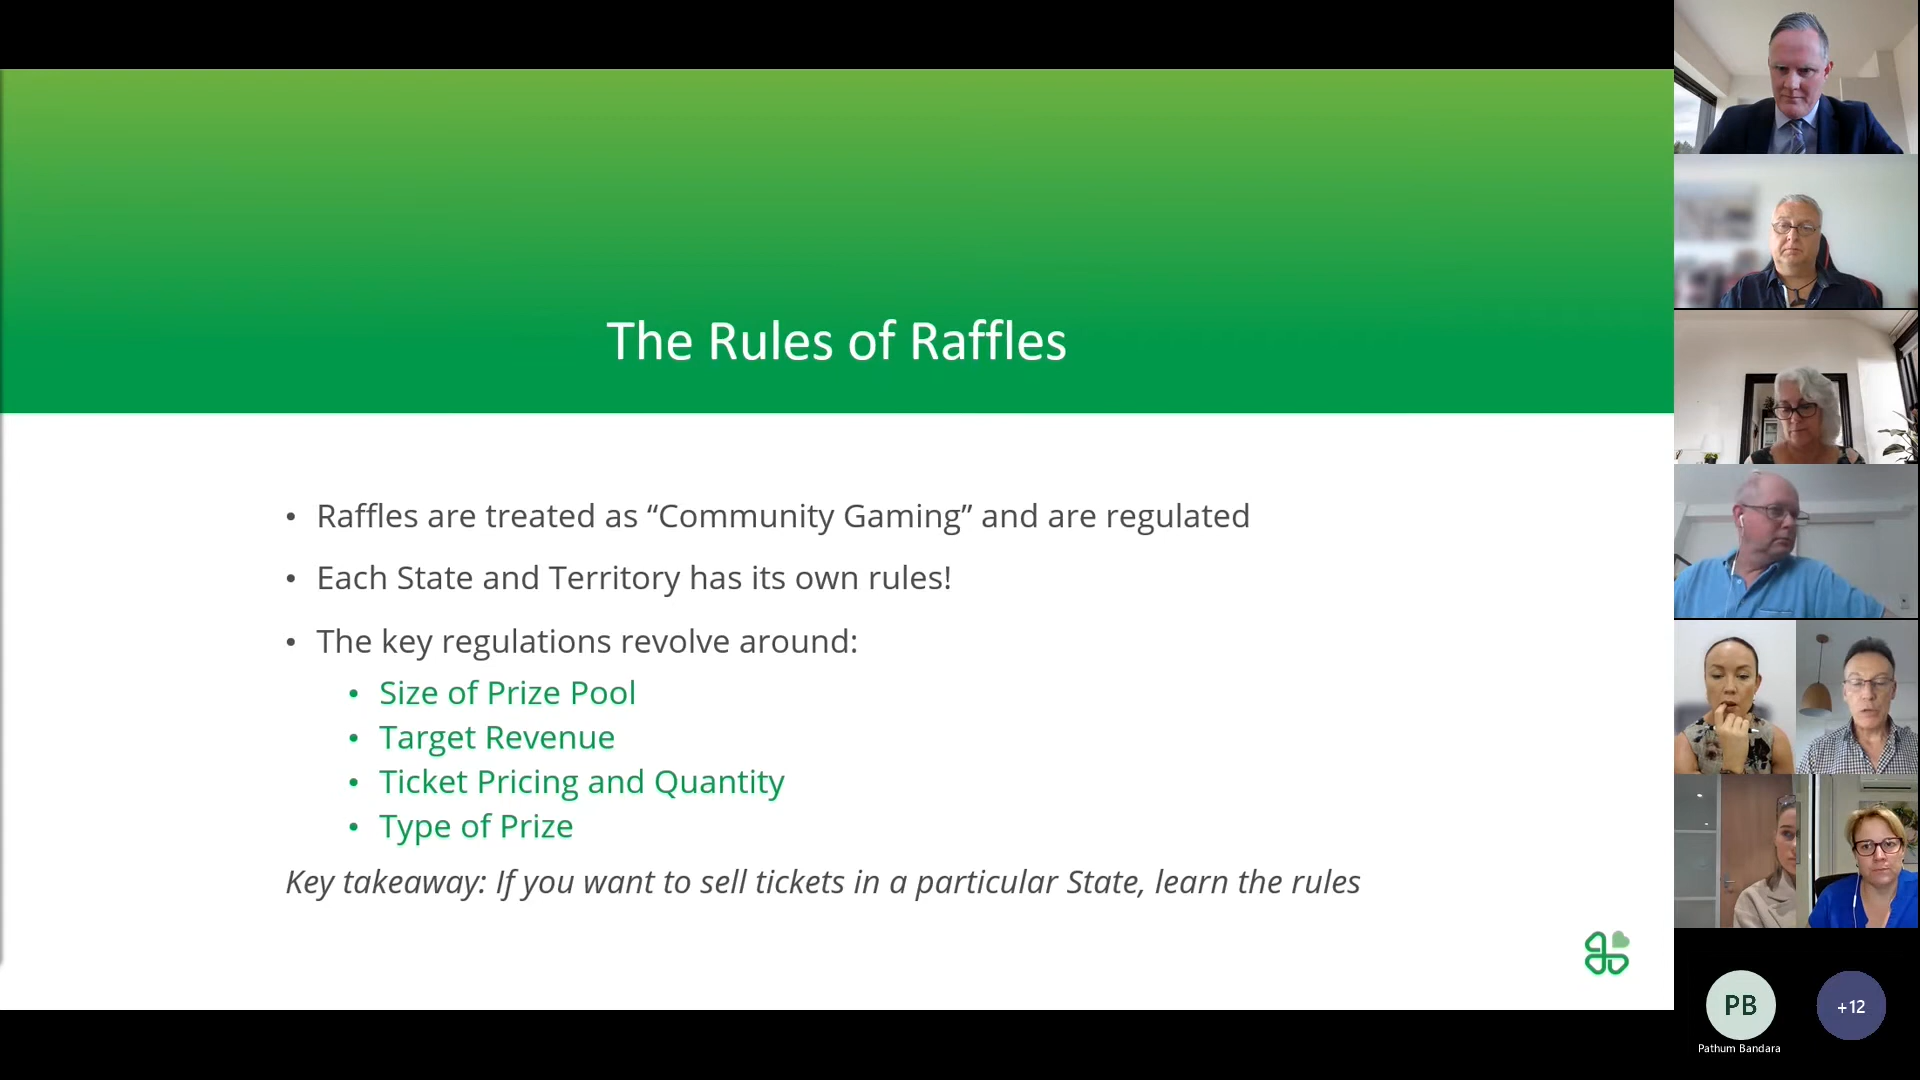 The Rules of Raffles
• Raffles are treated as “Community Gaming” and are regulated
• Each State and Territory has its own rules!
• The key regulations revolve around:
• Size of Prize Pool
• Target Revenue
• Ticket Pricing and Quantity
• Type of Prize
Key takeaway: If you want to sell tickets in a particular State, learn the rules
PB
+12
Pathum Bandara